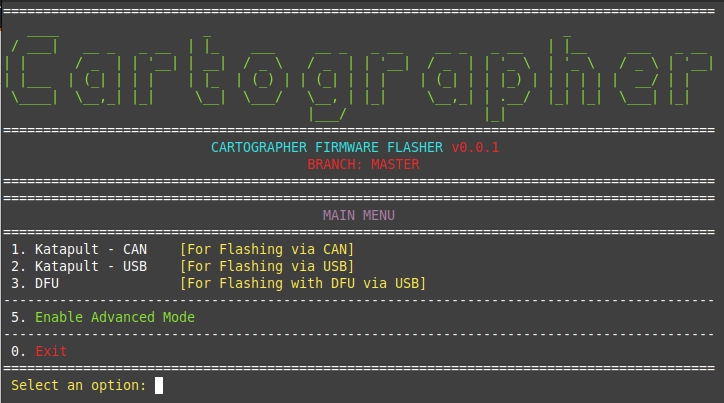 Cartographer
CARTOGRAPHER FIRMWARE FLASHER v0.0.1
BRANCH: MASTER
MAIN MENU
1. Katapult - CAN [For Flashing via CAN]
2. Katapult - USB [For Flashing via USB]
3. DFU [For Flashing with DFU via USB]
5. Enable Advanced Mode
0. Exit
Select an option: